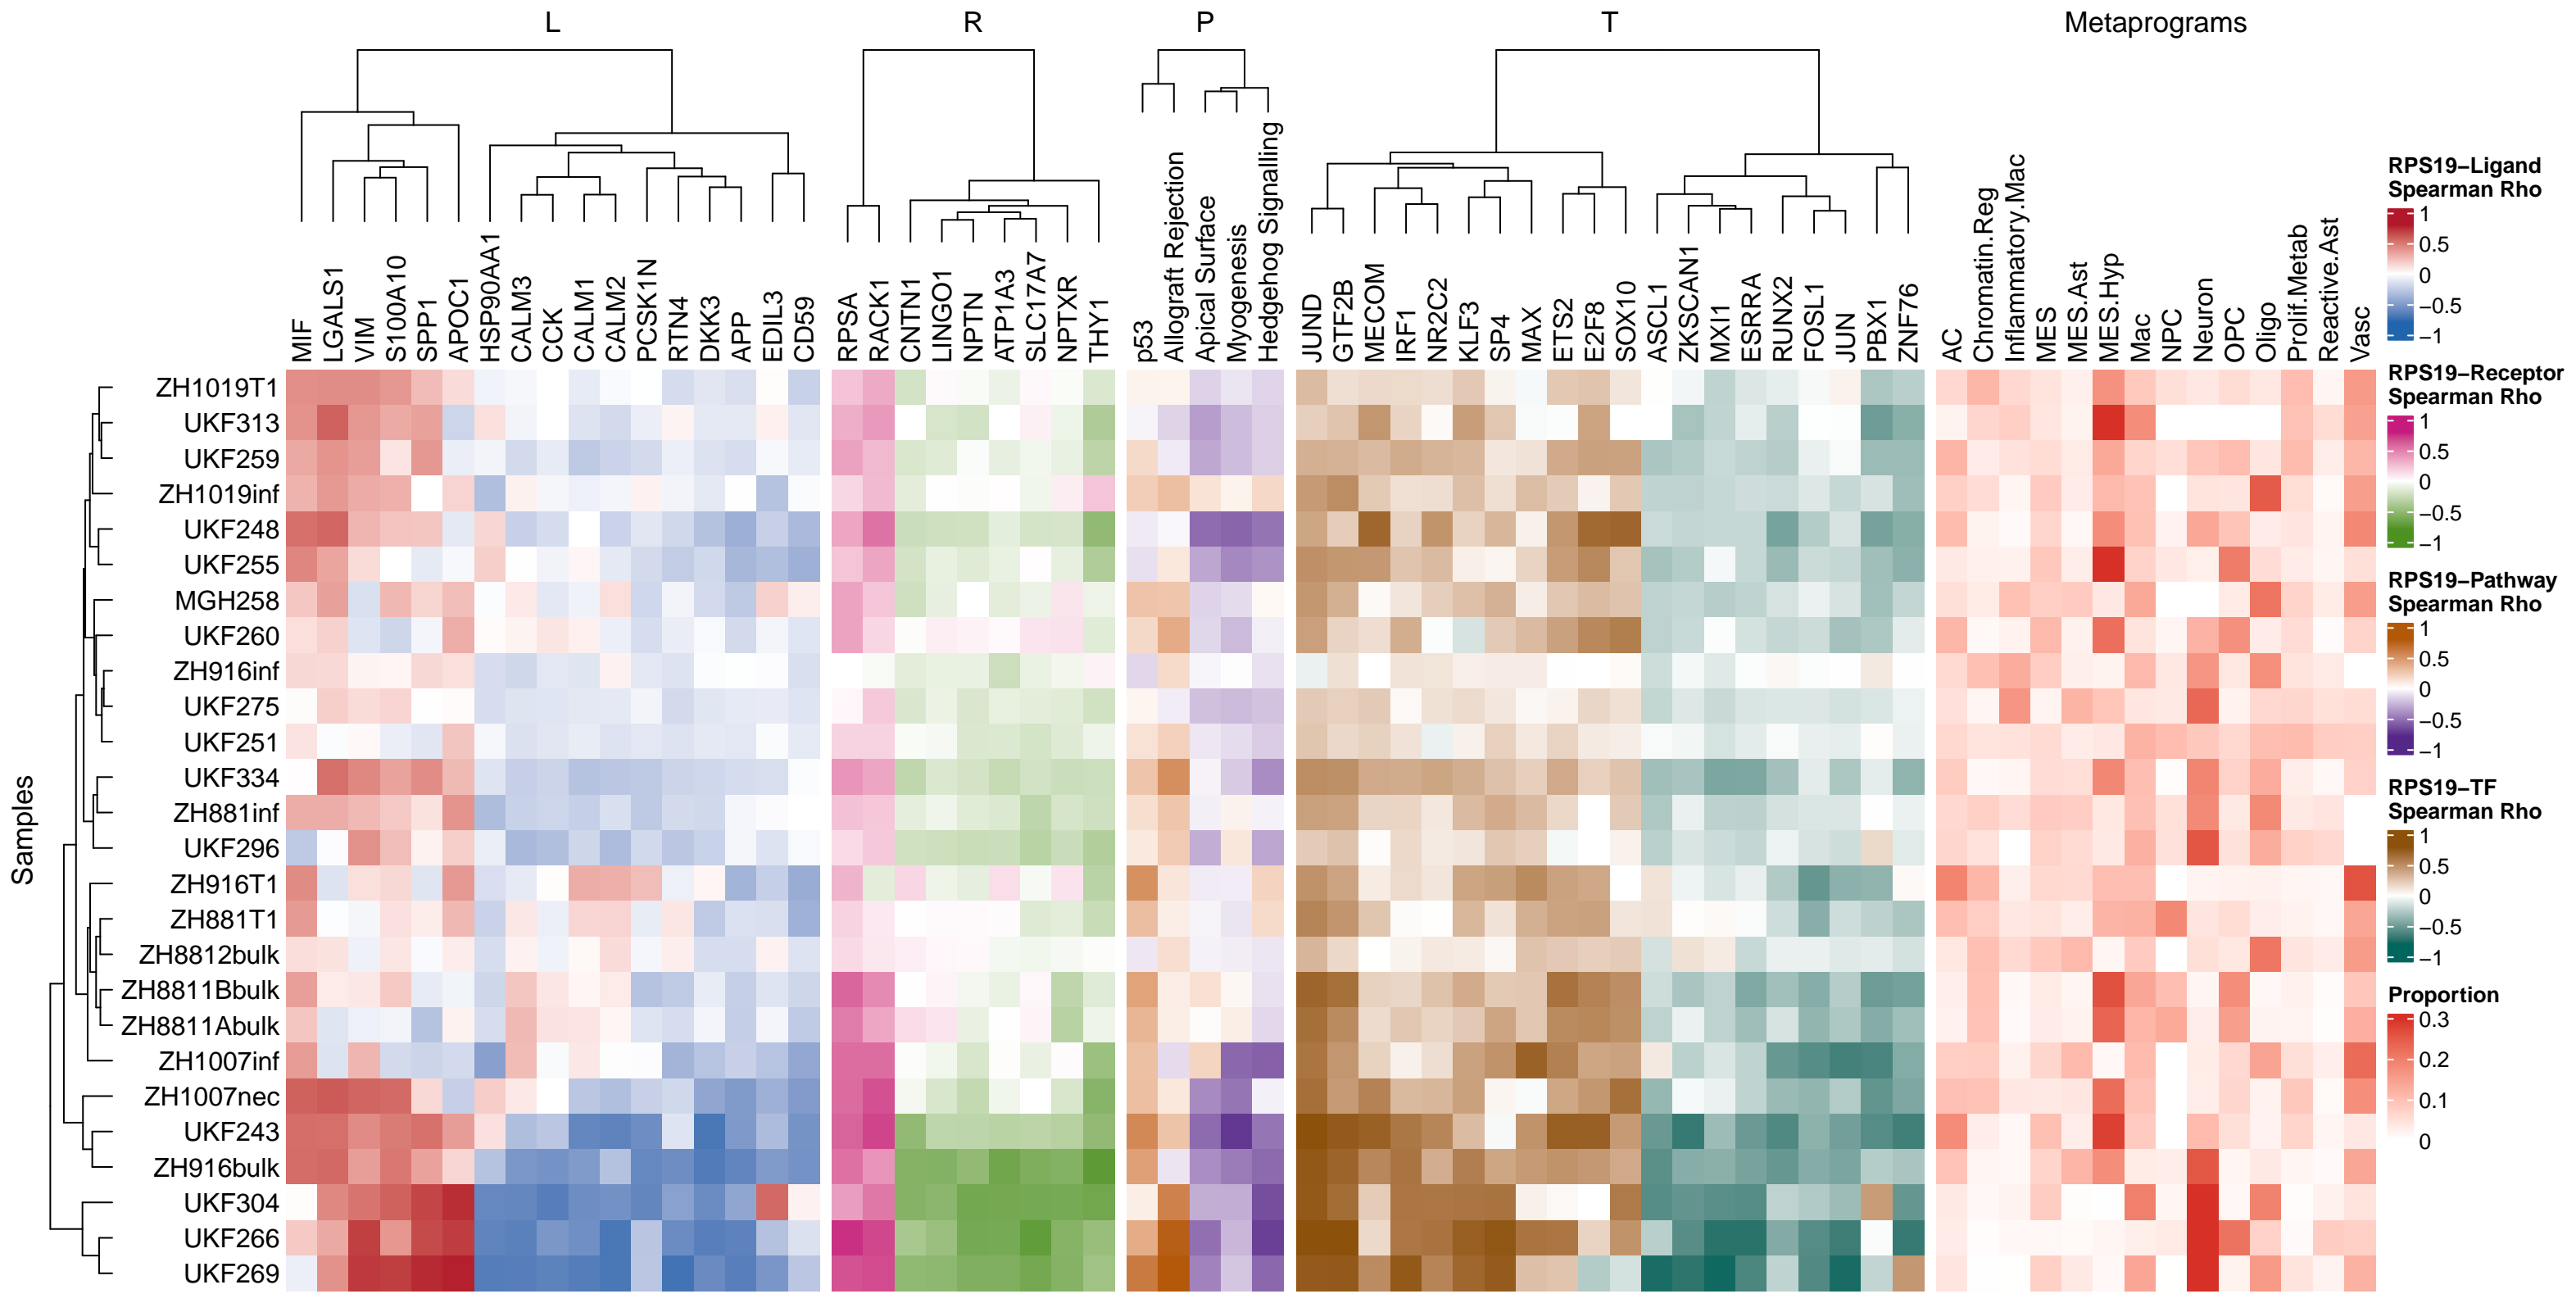 L
R
P
T
Metaprograms
MIF
LGALS1
VIM
S100A10
SPP1
APOC1
HSP90AA1
CALM3
CCK
CALM1
CALM2
PCSK1N
RTN4
DKK3
APP
EDIL3
CD59
RPSA
RACK1
CNTN1
LINGO1
NPTN
ATP1A3
SLC17A7
NPTXR
THY1
p53
Allograft Rejection
Apical Surface
Myogenesis
Hedgehog Signalling
JUND
GTF2B
MECOM
IRF1
NR2C2
KLF3
SP4
MAX
ETS2
E2F8
SOX10
ASCL1
ZKSCAN1
MXI1
ESRRA
RUNX2
FOSL1
JUN
PBX1
ZNF76
AC
Chromatin.Reg
Inflammatory.Mac
MES
MES.Ast
MES.Hyp
Mac
NPC
Neuron
OPC
Oligo
Prolif.Metab
Reactive.Ast
Vasc
Samples
ZH1019T1
UKF313
UKF259
ZH1019inf
UKF248
UKF255
MGH258
UKF260
ZH916inf
UKF275
UKF251
UKF334
ZH881inf
UKF296
ZH916T1
ZH881T1
ZH8812bulk
ZH8811Bbulk
ZH8811Abulk
ZH1007inf
ZH1007nec
UKF243
ZH916bulk
UKF304
UKF266
UKF269
RPS19−Ligand
Spearman Rho
1
0.5
0
−0.5
−1
RPS19−Receptor
Spearman Rho
1
0.5
0
−0.5
−1
RPS19−Pathway
Spearman Rho
1
0.5
0
−0.5
−1
RPS19−TF
Spearman Rho
1
0.5
0
−0.5
−1
Proportion
0.3
0.2
0.1
0